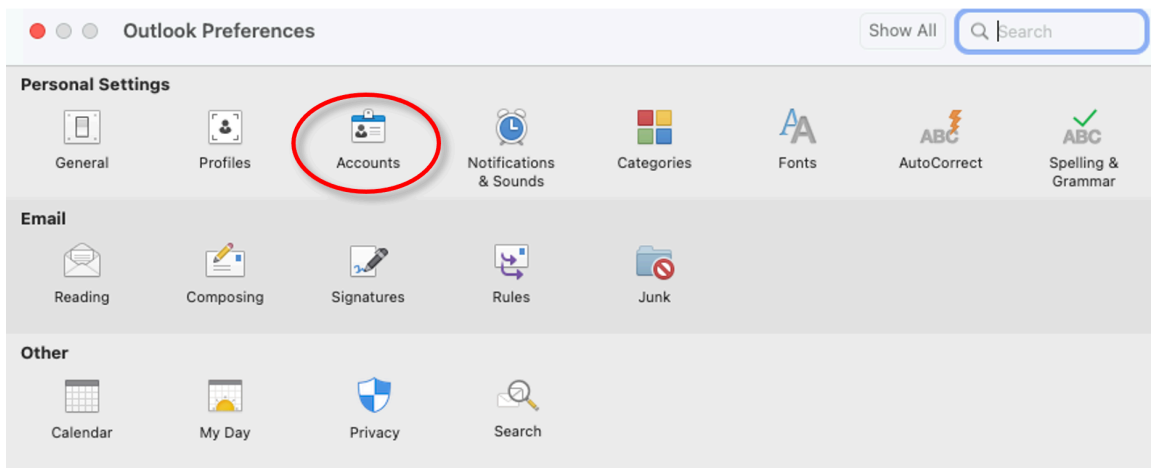 Outlook Preferences
Show All
Search
Personal Settings
General
Profiles
Accounts
Notifications
& Sounds
Categories
Fonts
ABC
AutoCorrect
ABC
Spelling &
Grammar
Email
Reading
Composing
Signatures
Rules
Junk
Other
Calendar
My Day
Privacy
Search